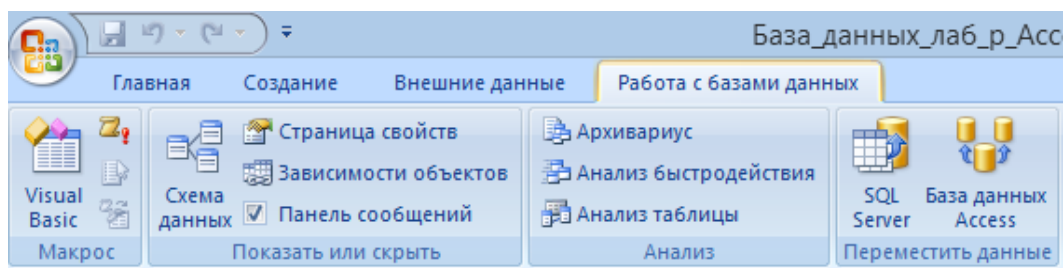 База_данных_лаб_р_Acc
Главная Создание Внешние данные Работа с базами данных
Visual Basic
Макрос
Схема данных
Страница свойств
Зависимости объектов
Панель сообщений
Показать или скрыть
Архивариус
Анализ быстродействия
Анализ таблицы
Анализ
SQL Server
База данных Access
Переместить данные